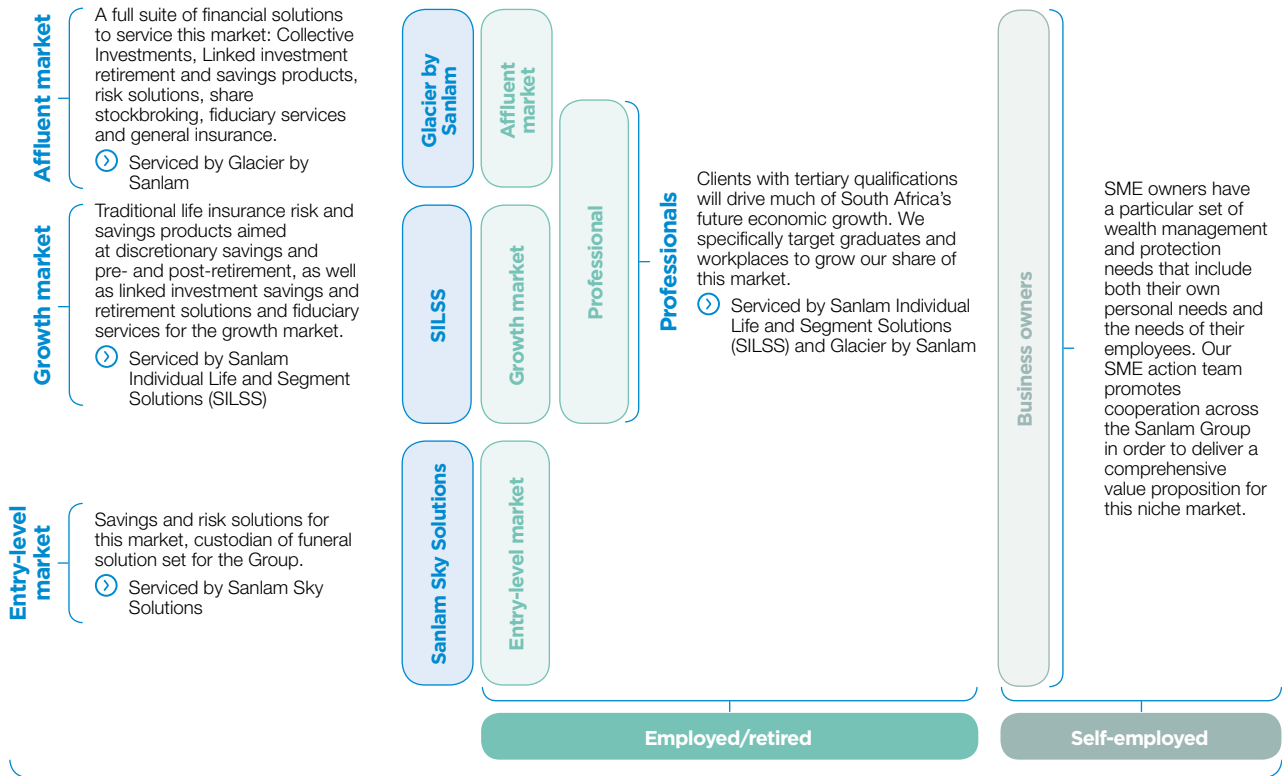 Affluent market
A full suite of financial solutions
to service this market: Collective
Investments, Linked investment
retirement and savings products,
risk solutions, share
stockbroking, fiduciary services
and general insurance.
Serviced by Glacier by
Sanlam
Growth market
Traditional life insurance risk and
savings products aimed
at discretionary savings and
pre- and post-retirement, as well
as linked investment savings and
retirement solutions and fiduciary
services for the growth market.
Serviced by Sanlam
Individual Life and Segment
Solutions (SILSS)
Entry-level
market
Savings and risk solutions for
this market, custodian of funeral
solution set for the Group.
Serviced by Sanlam Sky
Solutions
Glacier by
Sanlam
SILSS
Sanlam Sky Solutions
Affluent
market
Growth market
Entry-level market
Professional
Professionals
Clients with tertiary qualifications
will drive much of South Africa's
future economic growth. We
specifically target graduates and
workplaces to grow our share of
this market.
Serviced by Sanlam Individual
Life and Segment Solutions
(SILSS) and Glacier by Sanlam
Business owners
SME owners have
a particular set of
wealth management
and protection
needs that include
both their own
personal needs and
the needs of their
employees. Our
SME action team
promotes
cooperation across
the Sanlam Group
in order to deliver a
comprehensive
value proposition for
this niche market.
Employed/retired
Self-employed